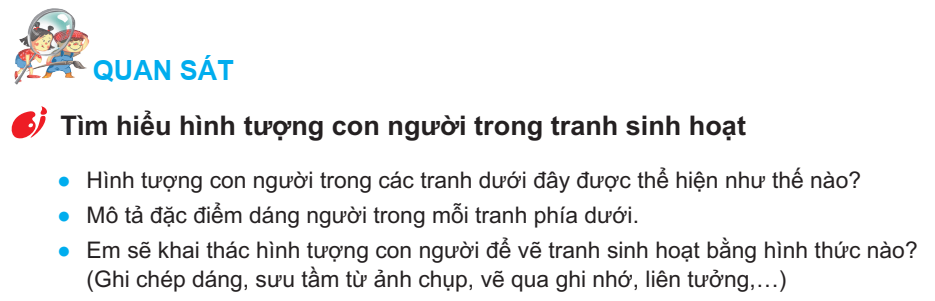 QUAN SÁT
Tìm hiểu hình tượng con người trong tranh sinh hoạt
● Hình tượng con người trong các tranh dưới đây được thể hiện như thế nào?
● Mô tả đặc điểm dáng người trong mỗi tranh phía dưới.
● Em sẽ khai thác hình tượng con người để vẽ tranh sinh hoạt bằng hình thức nào?
(Ghi chép dáng, sưu tầm từ ảnh chụp, vẽ qua ghi nhớ, liên tưởng,…)